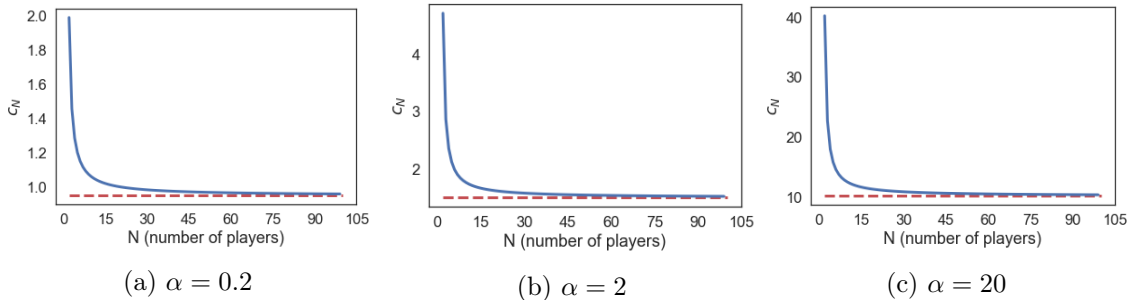 2.0
1.8
1.6
1.4
1.2
1.0
c_N
0 15 30 45 60 75 90 105
N (number of players)
(a) α = 0.2
4
3
2
c_N
0 15 30 45 60 75 90 105
N (number of players)
(b) α = 2
40
30
20
10
c_N
0 15 30 45 60 75 90 105
N (number of players)
(c) α = 20